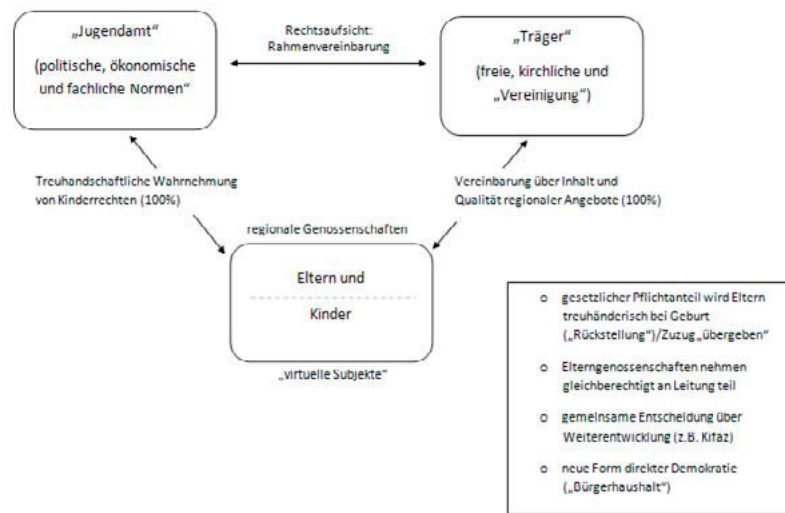 „Jugendamt“
(politische, ökonomische
und fachliche Normen“
Rechtsaufsicht:
Rahmenvereinbarung
„Träger“
(freie, kirchliche und
„Vereinigung“)
Treuhandschaftliche Wahrnehmung
von Kinderrechten (100%)
Vereinbarung über Inhalt und
Qualität regionaler Angebote (100%)
regionale Genossenschaften
Eltern und
Kinder
„virtuelle Subjekte“
o gesetzlicher Pflichtanteil wird Eltern
treuhänderisch bei Geburt
(„Rückstellung“)/Zuzug „übergeben“
o Elterngenossenschaften nehmen
gleichberechtigt an Leitung teil
o gemeinsame Entscheidung über
Weiterentwicklung (z.B. Kifaz)
o neue Form direkter Demokratie
(„Bürgerhaushalt“)